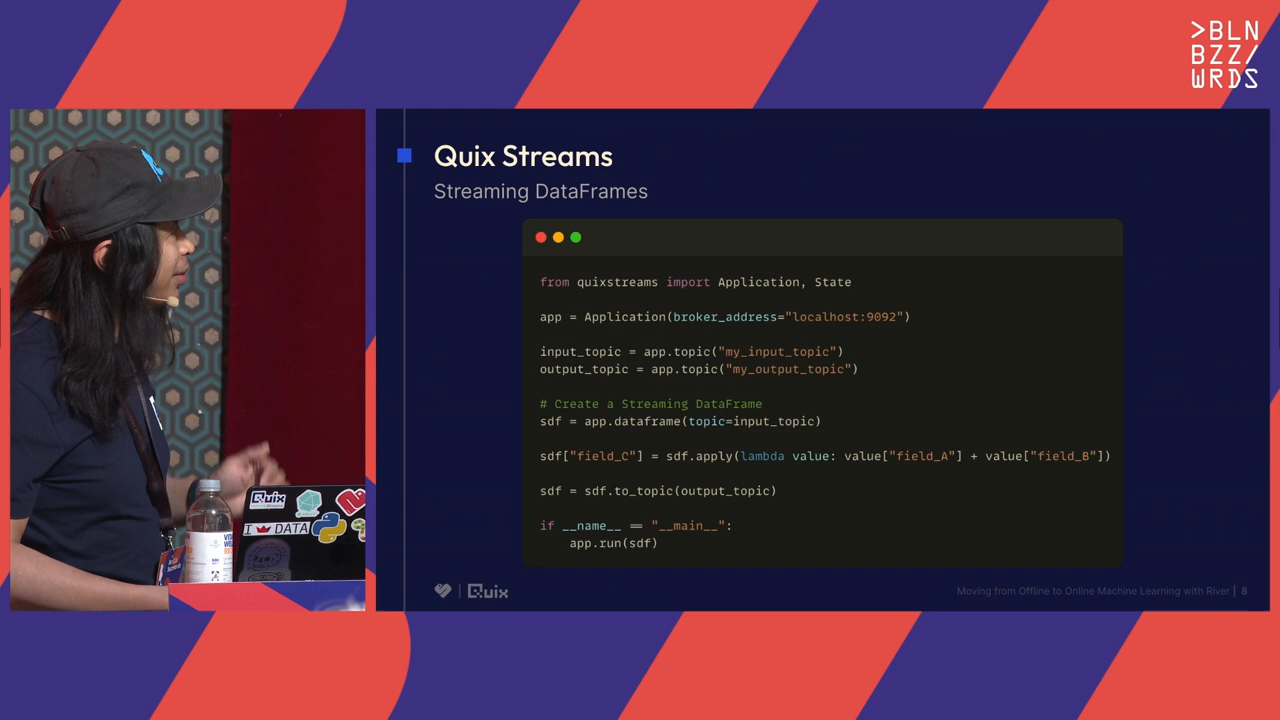 >BLN
BZZ/
WRDS
Quix Streams
Streaming DataFrames
from quixstreams import Application, State
app = Application(broker_address="localhost:9092")
input_topic = app.topic("my_input_topic")
output_topic = app.topic("my_output_topic")
# Create a Streaming DataFrame
sdf = app.dataframe(topic=input_topic)
sdf["field_C"] = sdf.apply(lambda value: value["field_A"] + value["field_B"])
sdf = sdf.to_topic(output_topic)
if __name__ == "__main__":
app.run(sdf)
Quix
Moving from Offline to Online Machine Learning with River | 8
Quix
I DATA